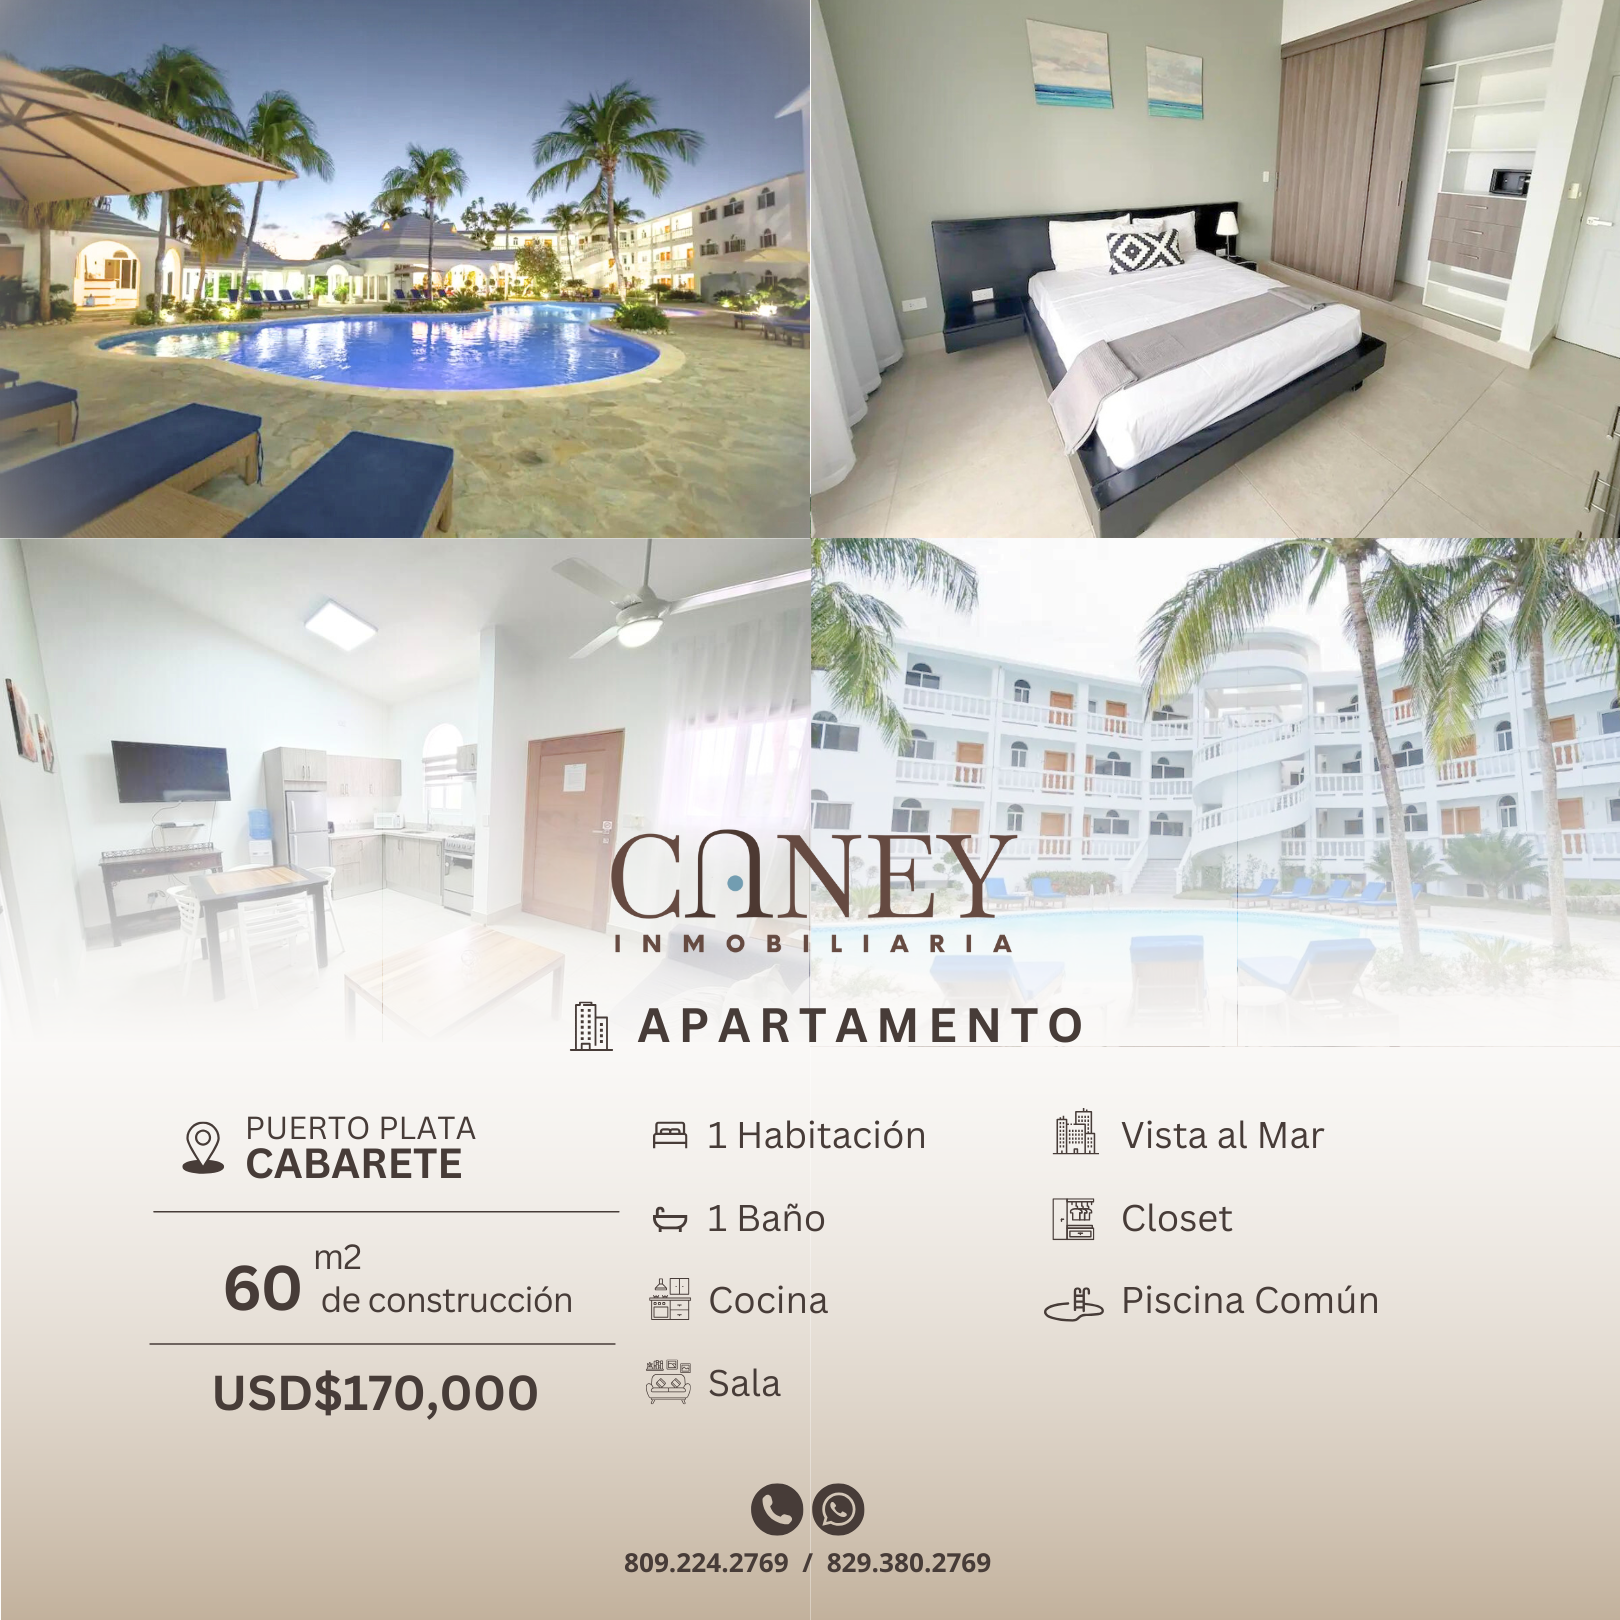 CANEY
INMOBILIARIA
APARTAMENTO
PUERTO PLATA
CABARETE
60 m2
de construcción
USD$170,000
1 Habitación
1 Baño
Cocina
Sala
Vista al Mar
Closet
Piscina Común
809.224.2769 / 829.380.2769